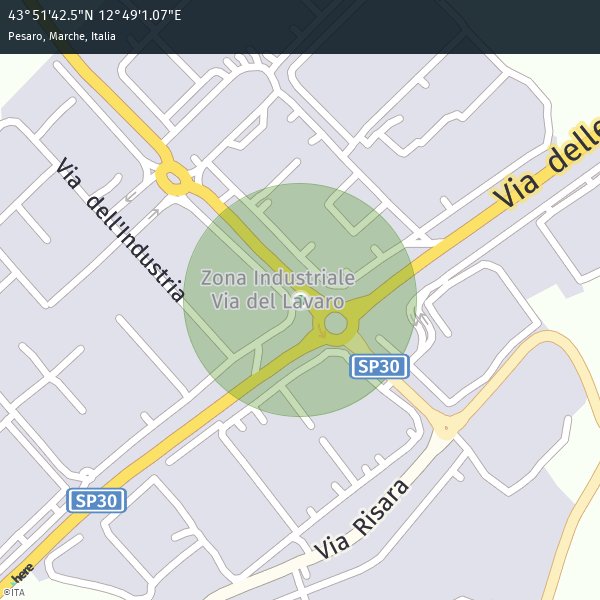 43°51'42.5"N 12°49'1.07"E
Pesaro, Marche, Italia
Via delle
Via dell'Industria
Zona Industriale
Via del Lavaro
SP30
SP30
Via Risara
here
©ITA